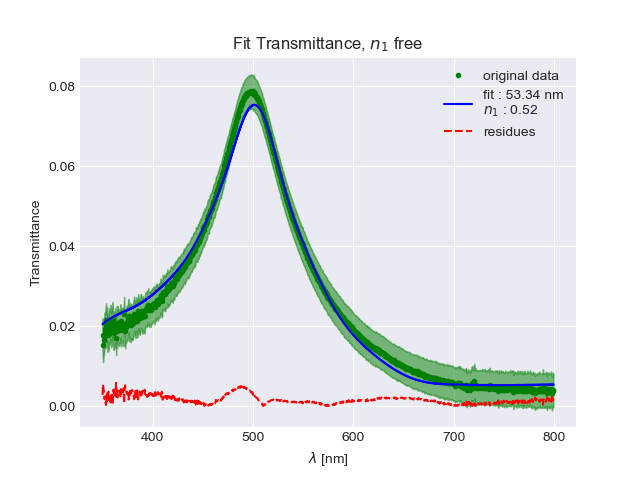 Fit Transmittance, n₁ free
original data
fit : 53.34 nm
n₁ : 0.52
residues
Transmittance
0.08
0.06
0.04
0.02
0.00
400
500
600
700
800
λ [nm]